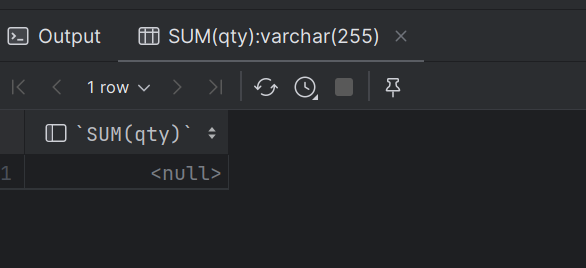 Output
SUM(qty):varchar(255)
1 row
`SUM(qty)`
1
<null>